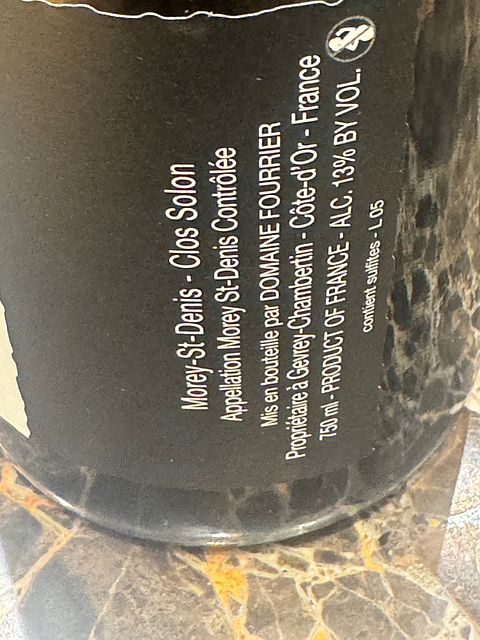 Morey-St-Denis - Clos Solon
Appellation Morey St-Denis Contrôlée
Mis en bouteille par DOMAINE FOURRIER
Propriétaire à Gevrey-Chambertin - Côte-d'Or - France
750 ml - PRODUCT OF FRANCE - ALC. 13% BY VOL.
contient sulfites - L 05